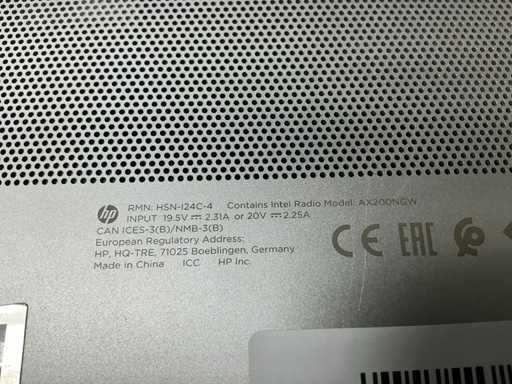 hp
RMN: HSN-I24C-4 Contains Intel Radio Model: AX200NGW
INPUT 19.5V⎓2.31A or 20V⎓2.25A
CAN ICES-3(B)/NMB-3(B)
European Regulatory Address:
HP, HQ-TRE, 71025 Boeblingen, Germany
Made in China ICC HP Inc.
CE EAC